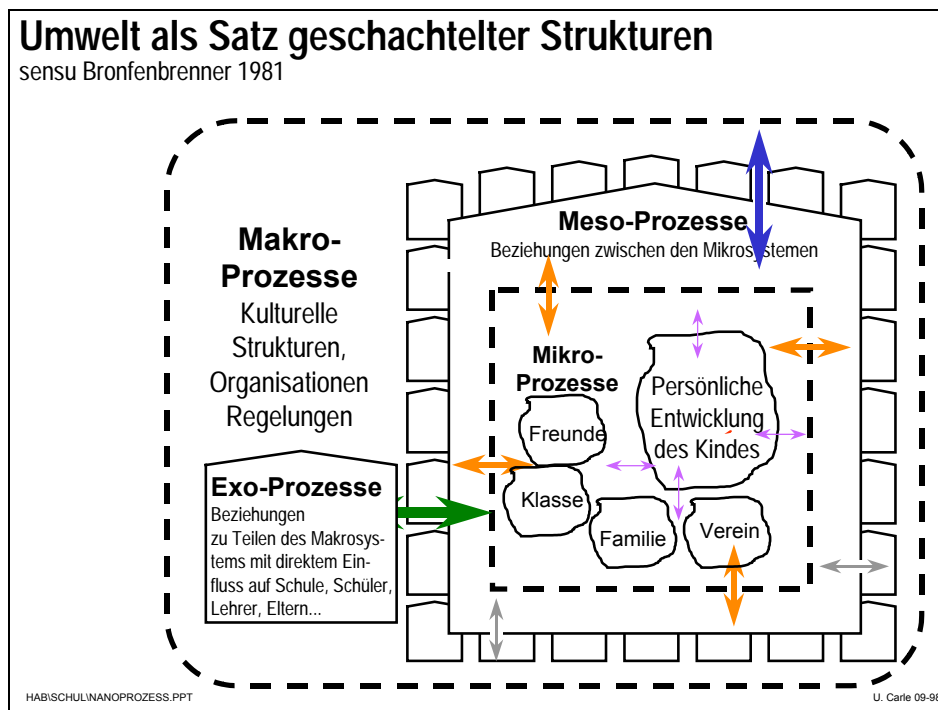 Umwelt als Satz geschachtelter Strukturen
sensu Bronfenbrenner 1981
Makro-
Prozesse
Kulturelle
Strukturen,
Organisationen
Regelungen
Meso-Prozesse
Beziehungen zwischen den Mikrosystemen
Mikro-
Prozesse
Persönliche
Entwicklung
des Kindes
Freunde
Klasse
Familie
Verein
Exo-Prozesse
Beziehungen
zu Teilen des Makrosys-
tems mit direktem Ein-
fluss auf Schule, Schüler,
Lehrer, Eltern...
HAB\SCHUL\NANOPROZESS.PPT
U. Carle 09-98